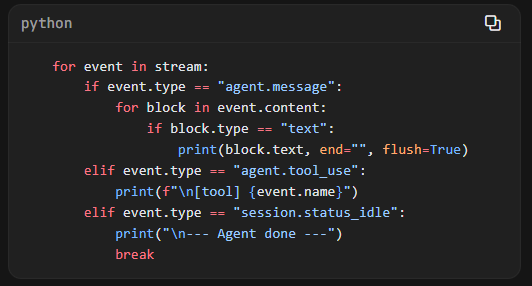 python
for event in stream:
    if event.type == "agent.message":
        for block in event.content:
            if block.type == "text":
                print(block.text, end="", flush=True)
    elif event.type == "agent.tool_use":
        print(f"\n[tool] {event.name}")
    elif event.type == "session.status_idle":
        print("\n--- Agent done ---")
        break